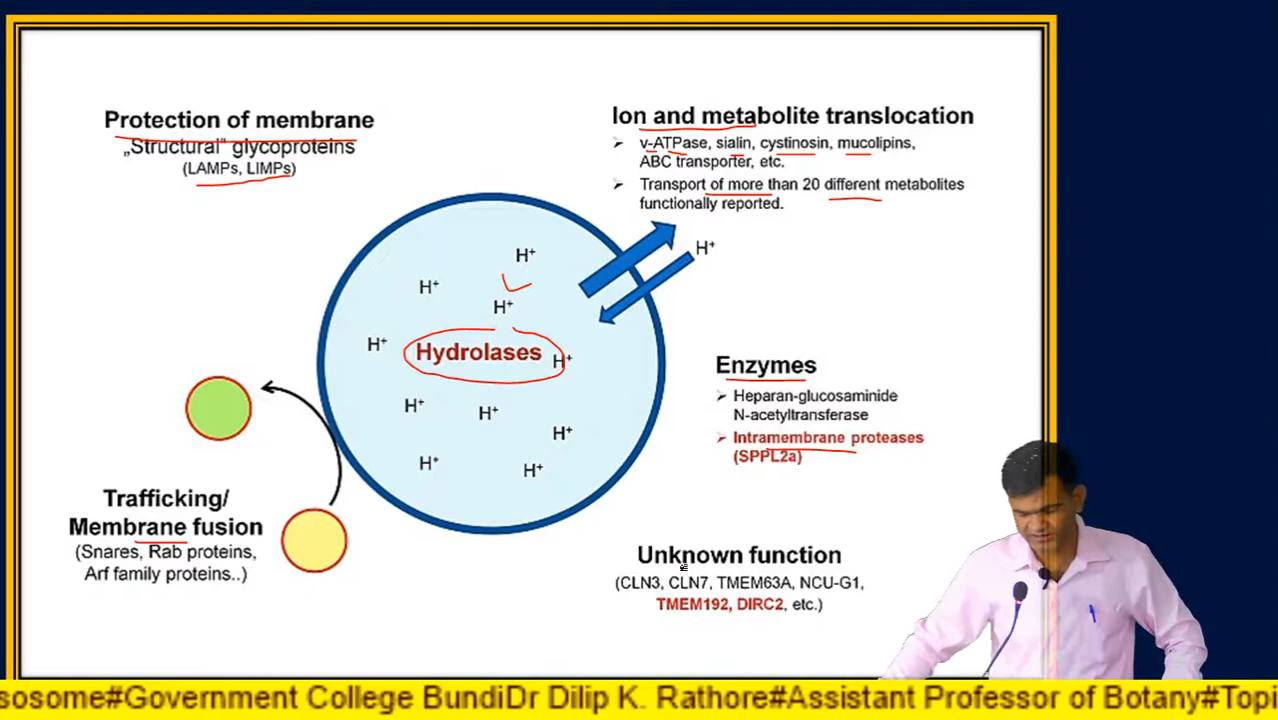 Protection of membrane
„Structural" glycoproteins
(LAMPs, LIMPs)
Ion and metabolite translocation
v-ATPase, sialin, cystinosin, mucolipins,
ABC transporter, etc.
Transport of more than 20 different metabolites
functionally reported.
H+
H+
H+
H+
H+
Hydrolases
H+
H+
H+
H+
H+
H+
Enzymes
Heparan-glucosaminide
N-acetyltransferase
Intramembrane proteases
(SPPL2a)
Trafficking/
Membrane fusion
(Snares, Rab proteins,
Arf family proteins..)
Unknown function
(CLN3, CLN7, TMEM63A, NCU-G1,
TMEM192, DIRC2, etc.)
sosome#Government College BundiDr Dilip K. Rathore#Assistant Professor of Botany#Topi